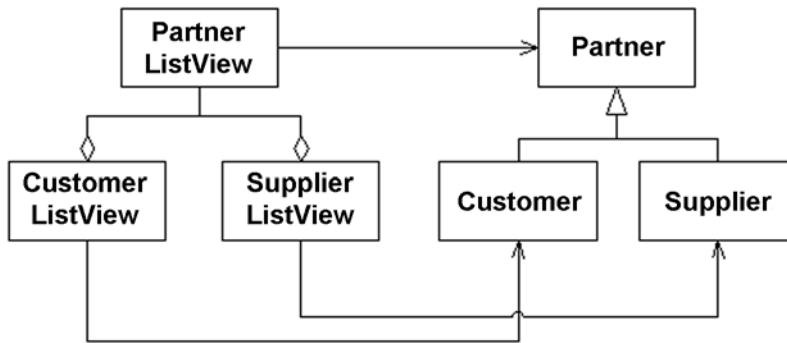 Partner
ListView
Partner
Customer
ListView
Supplier
ListView
Customer
Supplier